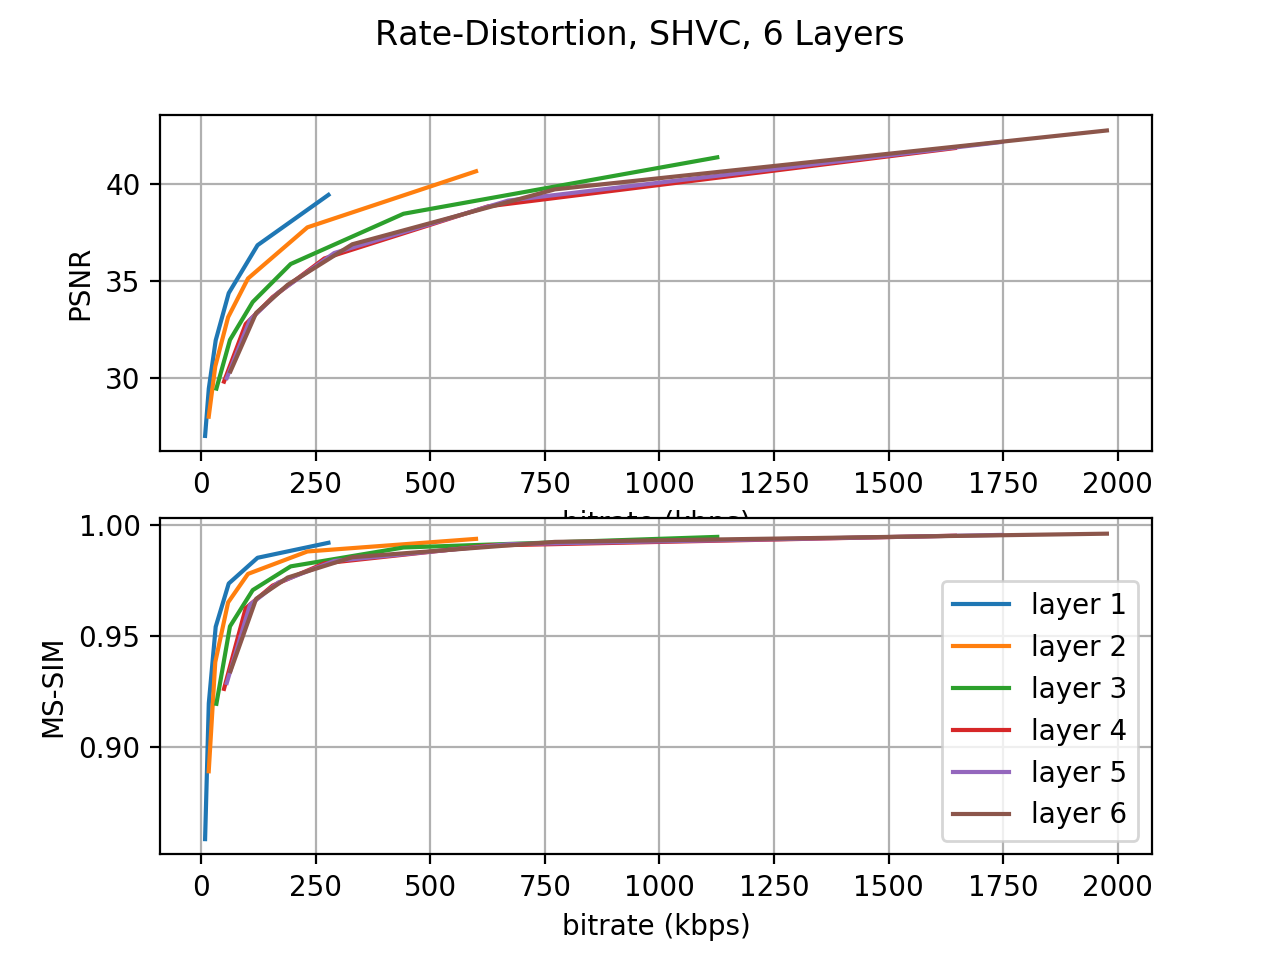 Rate-Distortion, SHVC, 6 Layers
PSNR
40
35
30
0 250 500 750 1000 1250 1500 1750 2000
bitrate (kbps)
MS-SIM
1.00
0.95
0.90
layer 1
layer 2
layer 3
layer 4
layer 5
layer 6
0 250 500 750 1000 1250 1500 1750 2000
bitrate (kbps)